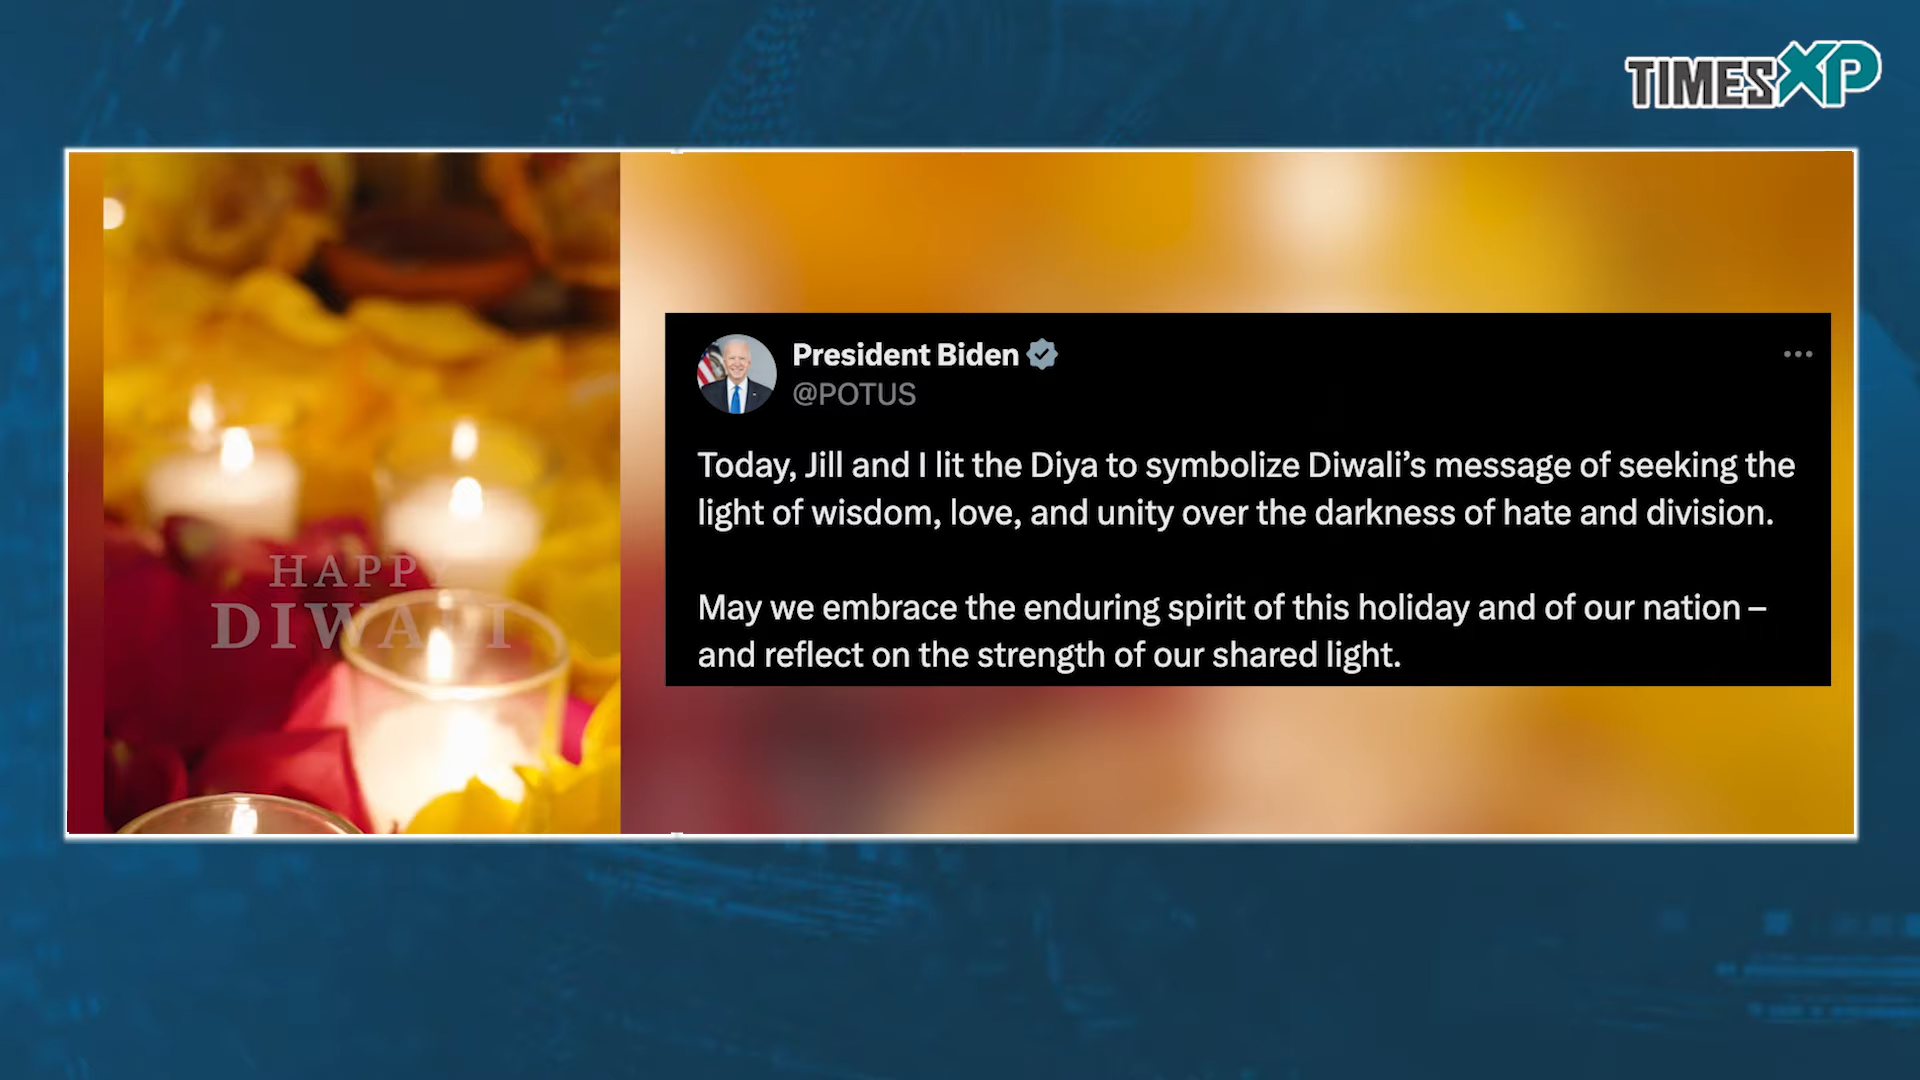 TIMESXP
HAPPY
DIWALI
President Biden
@POTUS
Today, Jill and I lit the Diya to symbolize Diwali’s message of seeking the
light of wisdom, love, and unity over the darkness of hate and division.
May we embrace the enduring spirit of this holiday and of our nation –
and reflect on the strength of our shared light.